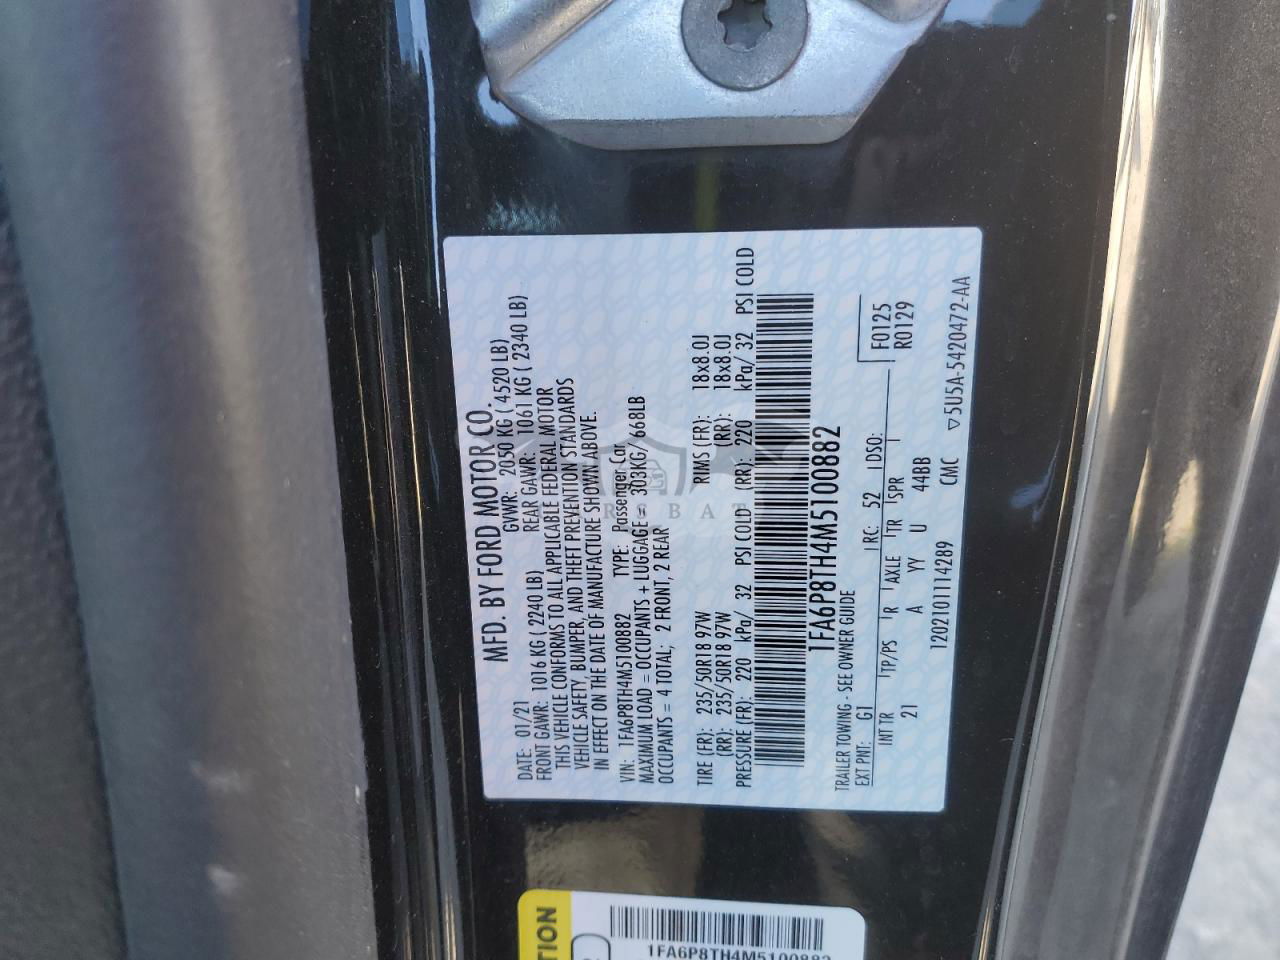 MFD. BY FORD MOTOR CO.
DATE: 01/21 GVWR: 2050 KG ( 4520 LB)
FRONT GAWR: 1016 KG ( 2240 LB) REAR GAWR: 1061 KG ( 2340 LB)
THIS VEHICLE CONFORMS TO ALL APPLICABLE FEDERAL MOTOR
VEHICLE SAFETY, BUMPER, AND THEFT PREVENTION STANDARDS
IN EFFECT ON THE DATE OF MANUFACTURE SHOWN ABOVE.
VIN: 1FA6P8TH4M5100882 TYPE: Passenger Car
MAXIMUM LOAD = OCCUPANTS + LUGGAGE = 303KG/ 668LB
OCCUPANTS = 4 TOTAL; 2 FRONT, 2 REAR
TIRE (FR): 235/50R18 97W RIMS (FR): 18x8.0J
(RR): 235/50R18 97W (RR): 18x8.0J
PRESSURE (FR): 220 kPa/ 32 PSI COLD (RR): 220 kPa/ 32 PSI COLD
1FA6P8TH4M5100882
TRAILER TOWING - SEE OWNER GUIDE
EXT PNT: G1 RC: 52 DSO: F0125
R0129
INT TR TP/PS R AXLE TR SPR
21 A YY U 44BB
1202101114289 CMC ▽5U5A-5420472-AA
TION
1FA6P8TH4M5100882